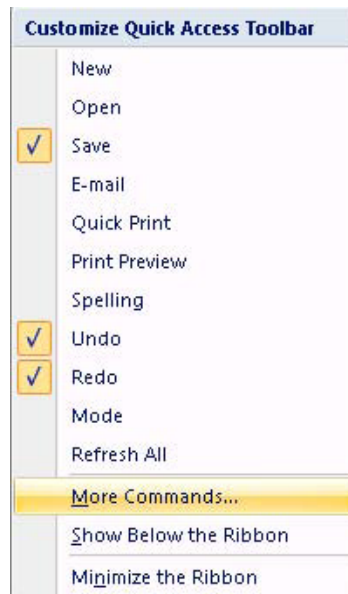 Customize Quick Access Toolbar
New
Open
Save
E-mail
Quick Print
Print Preview
Spelling
Undo
Redo
Mode
Refresh All
More Commands...
Show Below the Ribbon
Minimize the Ribbon